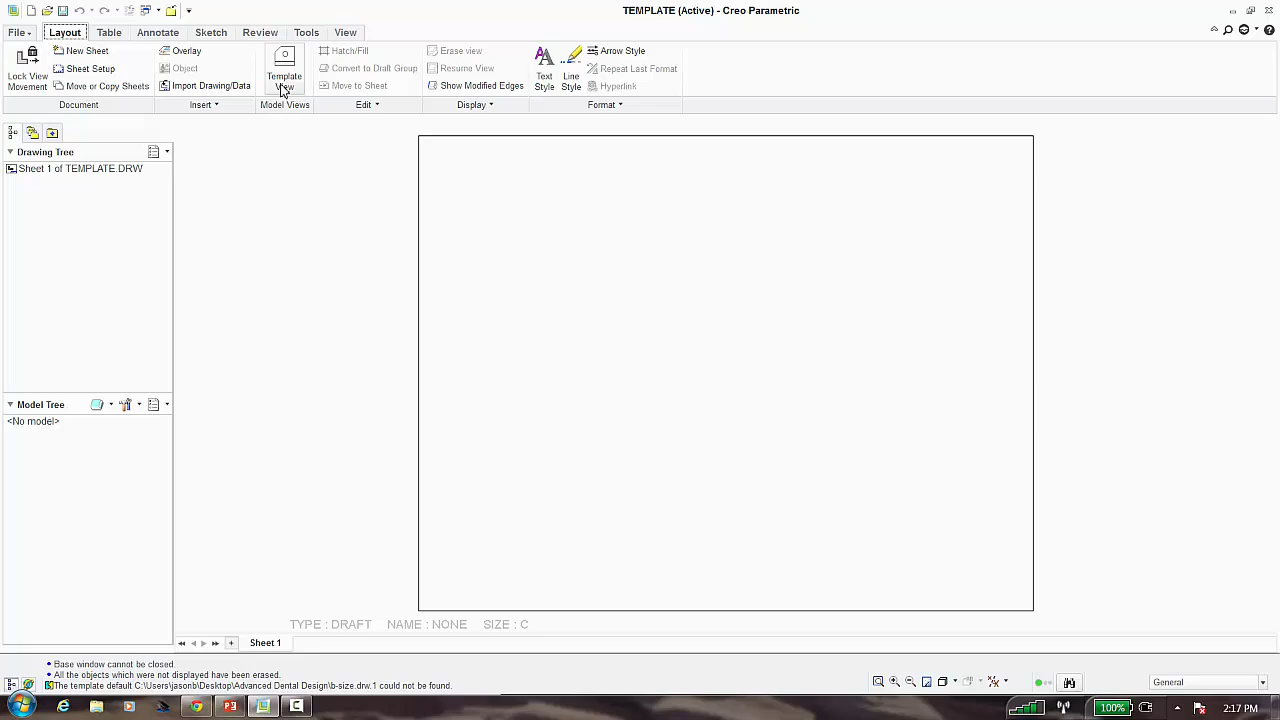 TEMPLATE (Active) - Creo Parametric
File Layout Table Annotate Sketch Review Tools View
Lock View Movement
New Sheet
Sheet Setup
Move or Copy Sheets
Document
Overlay
Object
Import Drawing/Data
Insert
Template View
Model Views
Hatch/Fill
Convert to Draft Group
Move to Sheet
Edit
Erase view
Resume View
Show Modified Edges
Display
Text Style
Line Style
Arrow Style
Repeat Last Format
Hyperlink
Format
Drawing Tree
Sheet 1 of TEMPLATE.DRW
Model Tree
<No model>
TYPE : DRAFT NAME : NONE SIZE : C
Sheet 1
Base window cannot be closed.
All the objects which were not displayed have been erased.
The template default C:\Users\jasonb\Desktop\Advanced Dental Design\b-size.drw.1 could not be found.
General
100%
2:17 PM